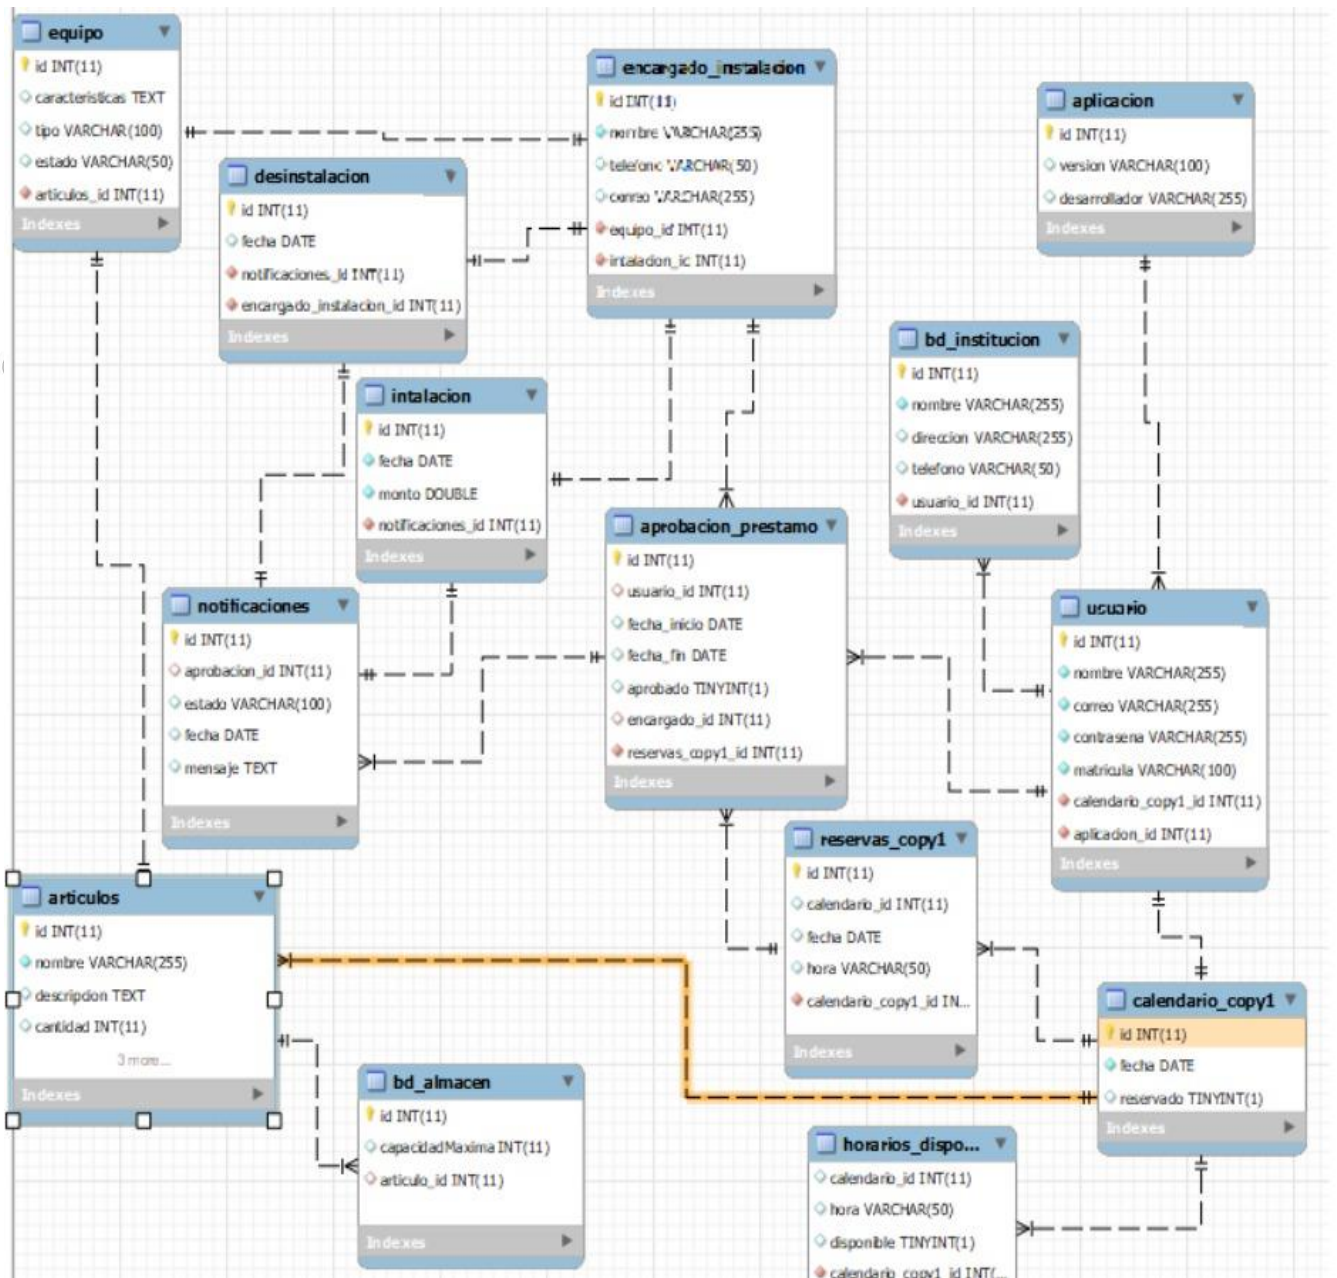 equipo
id INT(11)
caracteristicas TEXT
tipo VARCHAR(100)
estado VARCHAR(50)
articulos_id INT(11)
Indexes
desinstalacion
id INT(11)
fecha DATE
notificaciones_id INT(11)
encargado_instalacion_id INT(11)
Indexes
encargado_instalacion
id INT(11)
nombre VARCHAR(255)
telefono VARCHAR(50)
correo VARCHAR(255)
equipo_id INT(11)
intalacion_ic INT(11)
Indexes
aplicacion
id INT(11)
version VARCHAR(100)
desarrollador VARCHAR(255)
Indexes
bd_institucion
id INT(11)
nombre VARCHAR(255)
direccion VARCHAR(255)
telefono VARCHAR(50)
usuario_id INT(11)
Indexes
intalacion
id INT(11)
fecha DATE
monto DOUBLE
notificaciones_id INT(11)
Indexes
aprobacion_prestamo
id INT(11)
usuario_id INT(11)
fecha_inicio DATE
fecha_fin DATE
aprobado TINYINT(1)
encargado_id INT(11)
reservas_copy1_id INT(11)
Indexes
notificaciones
id INT(11)
aprobacion_id INT(11)
estado VARCHAR(100)
fecha DATE
mensaje TEXT
Indexes
usuario
id INT(11)
nombre VARCHAR(255)
correo VARCHAR(255)
contrasena VARCHAR(255)
matricula VARCHAR(100)
calendario_copy1_id INT(11)
aplicacion_id INT(11)
Indexes
reservas_copy1
id INT(11)
calendario_id INT(11)
fecha DATE
hora VARCHAR(50)
calendario_copy1_id IN...
Indexes
articulos
id INT(11)
nombre VARCHAR(255)
descripcion TEXT
cantidad INT(11)
3 more...
Indexes
calendario_copy1
id INT(11)
fecha DATE
reservado TINYINT(1)
Indexes
bd_almacen
id INT(11)
capacidadMaxima INT(11)
articulo_id INT(11)
Indexes
horarios_dispo...
calendario_id INT(11)
hora VARCHAR(50)
disponible TINYINT(1)
calendario_copy1_id INT(...